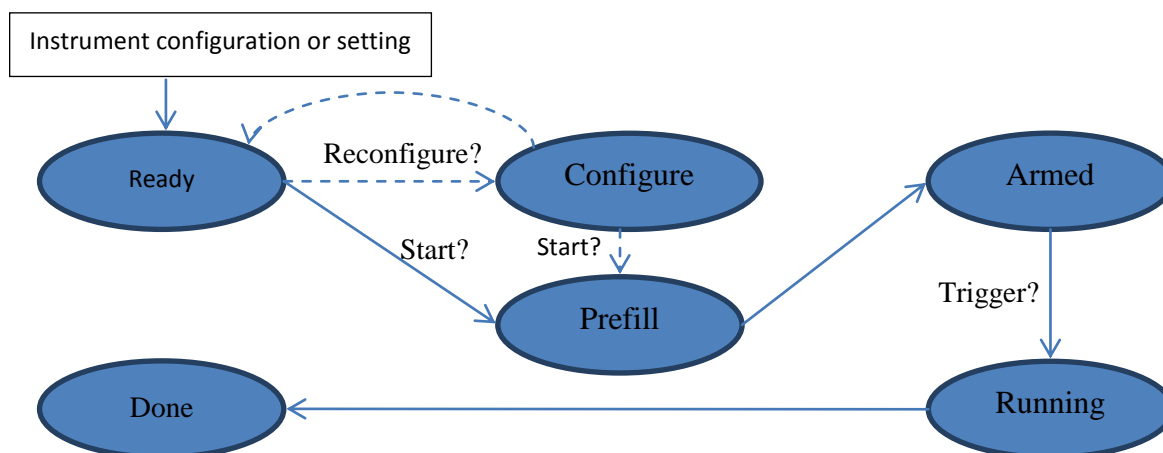 Instrument configuration or setting
Reconfigure?
Ready
Configure
Armed
Start?
Start?
Trigger?
Prefill
Done
Running